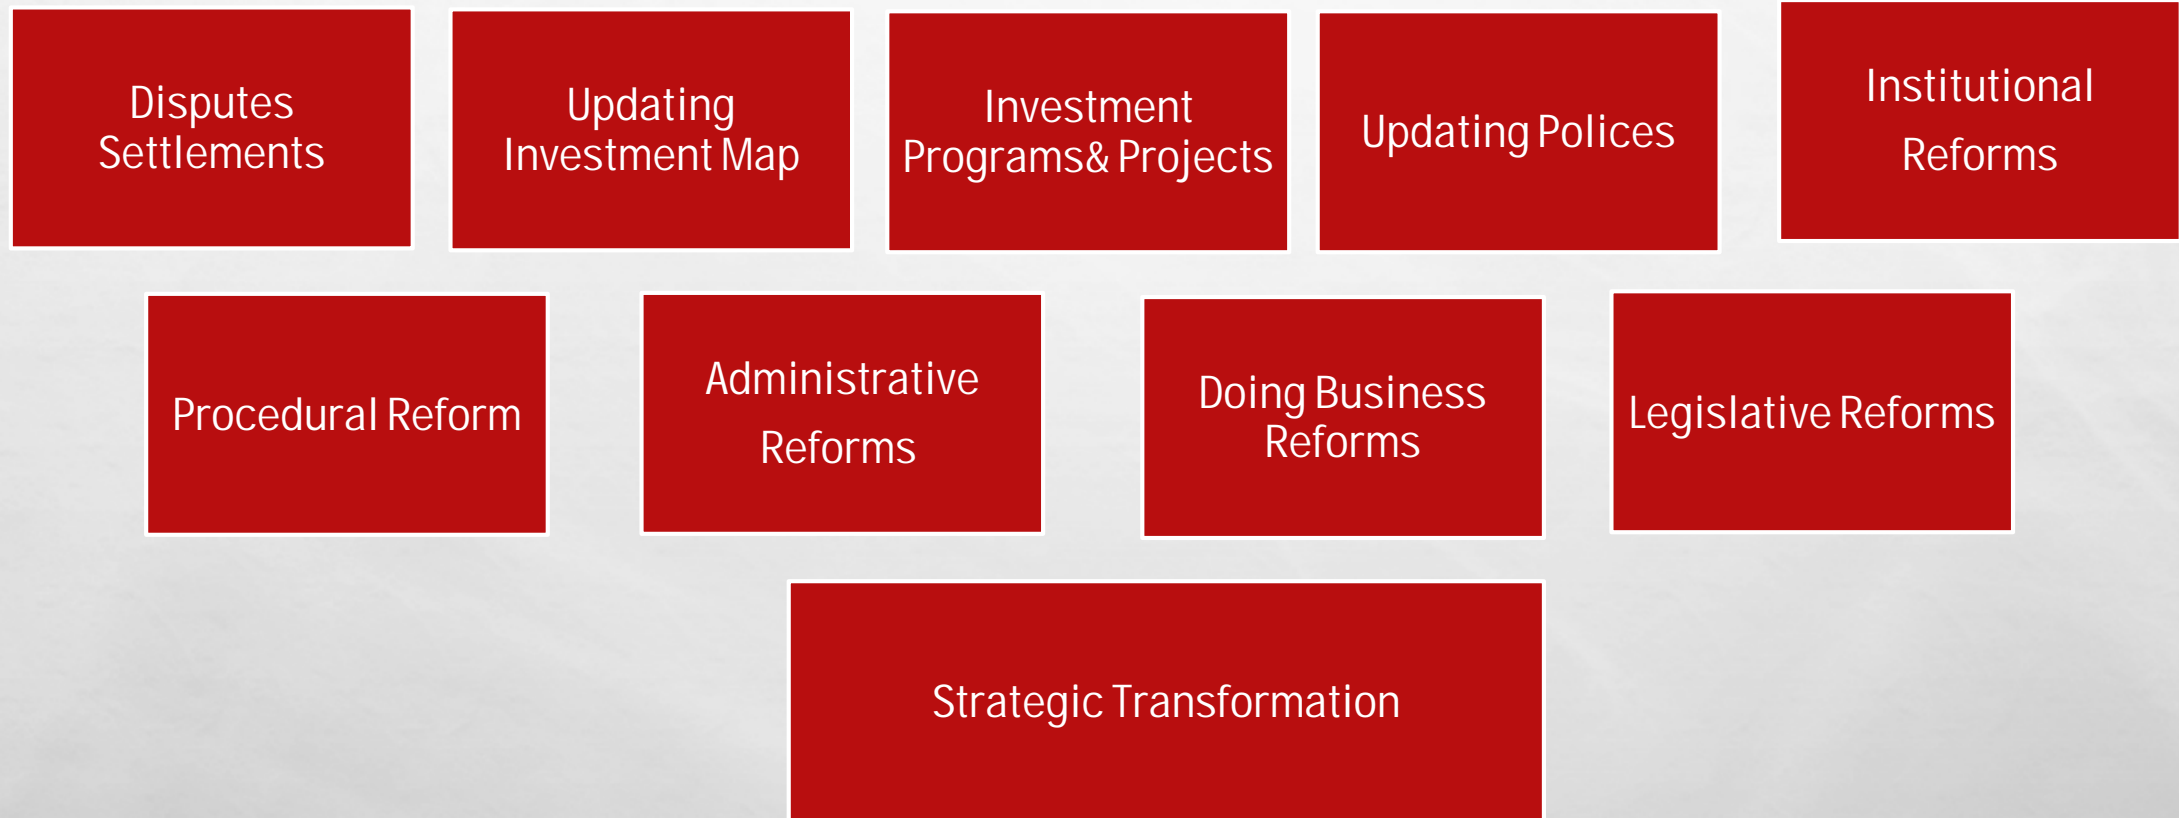 Disputes
Settlements
Updating
Investment Map
Investment
Programs& Projects
Updating Polices
Institutional
Reforms
Procedural Reform
Administrative
Reforms
Doing Business
Reforms
Legislative Reforms
Strategic Transformation